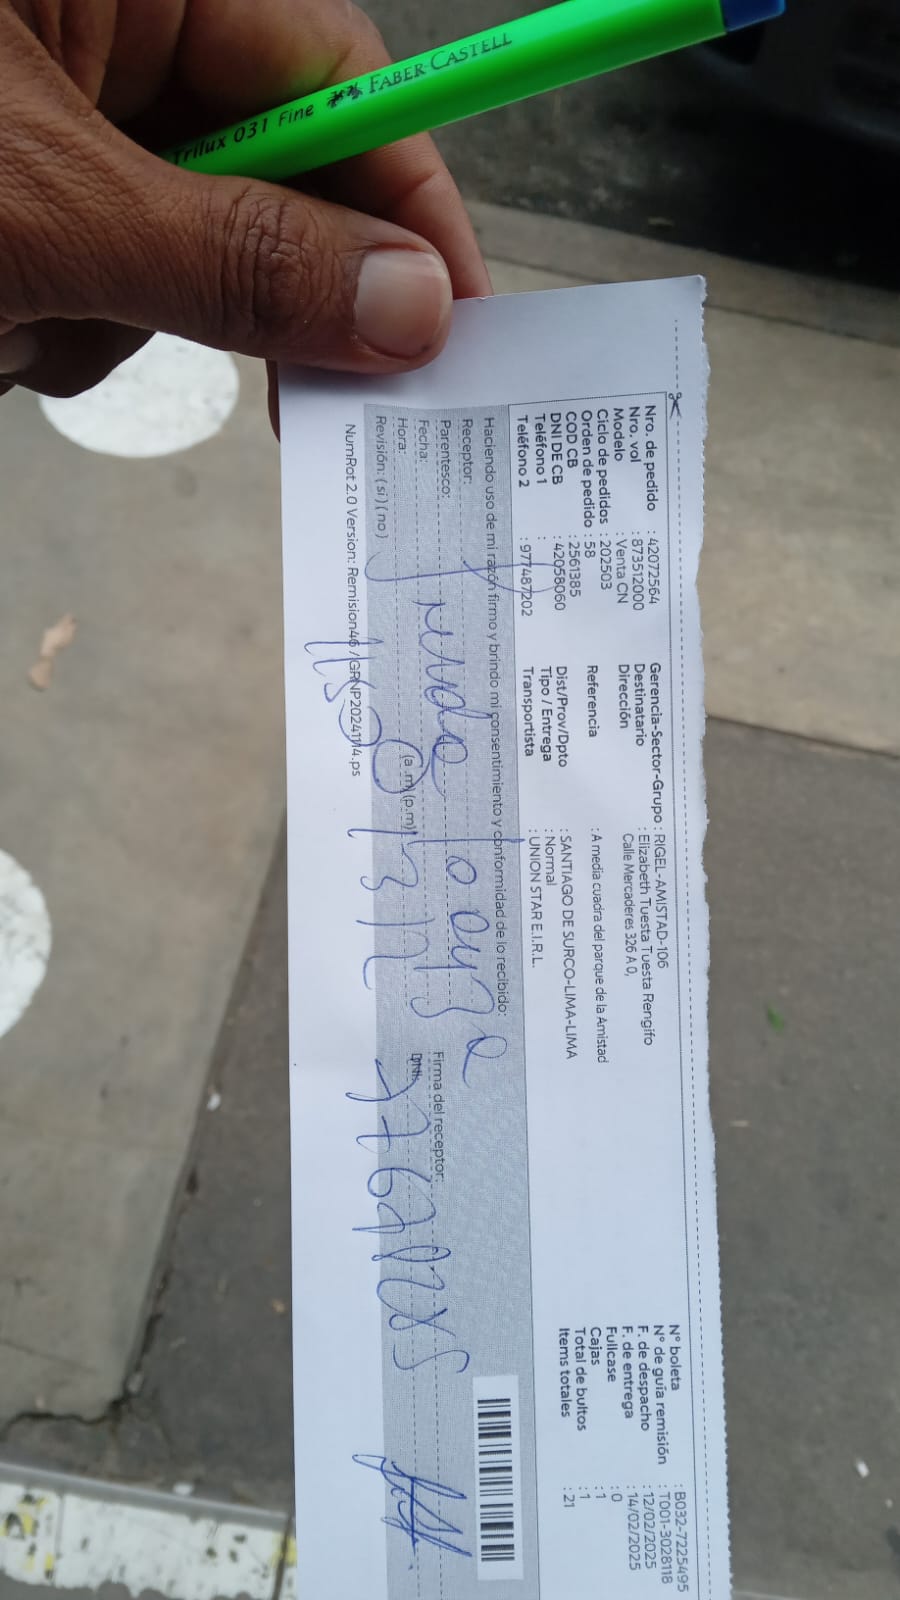 Trilux 031 Fine FABER-CASTELL
Nro. de pedido : 42072564
Nro. vol : 873512000
Modelo : Venta CN
Ciclo de pedidos : 202503
Orden de pedido : 58
COD CB : 2561385
DNI DE CB : 42058060
Teléfono 1 :
Teléfono 2 : 977487202
Gerencia-Sector-Grupo : RIGEL-AMISTAD-106
Destinatario : Elizabeth Tuesta Tuesta Rengifo
Dirección Calle Mercaderes 326 A 0,
Referencia : A media cuadra del parque de la Amistad
Dist/Prov/Dpto : SANTIAGO DE SURCO-LIMA-LIMA
Tipo / Entrega : Normal
Transportista : UNION STAR E.I.R.L.
N° boleta : B032-7225495
N° de guía remisión : T001-3028118
F. de despacho : 12/02/2025
F. de entrega : 14/02/2025
Fullcase : 0
Cajas : 1
Total de bultos : 1
Items totales : 21
Haciendo uso de mi razón firmo y brindo mi consentimiento y conformidad de lo recibido:
Receptor:
Parentesco:
Firma del receptor:
Fecha:
DNI:
Hora: (a .m) (p.m)
Revisión: ( si ) ( no )
NumRot 2.0 Version: Remision46 / GRNP20241114.ps